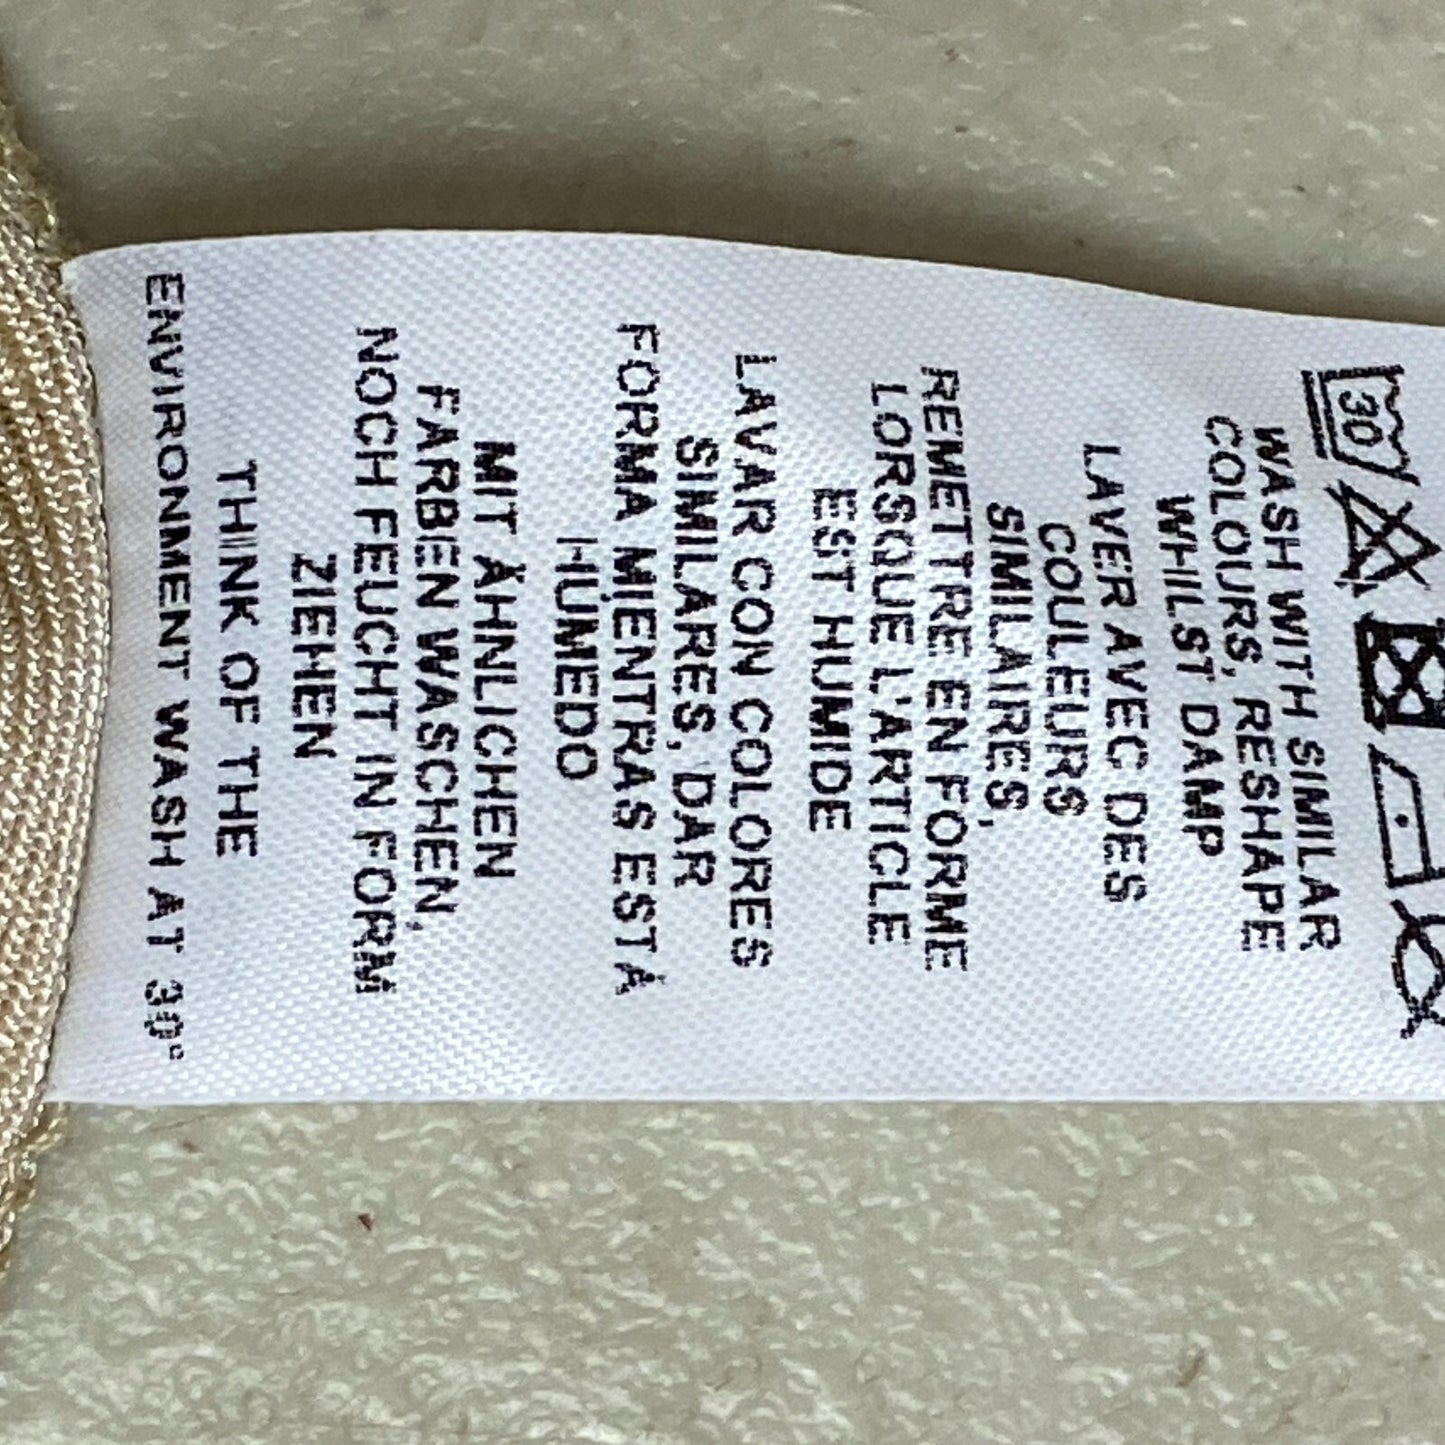 30
WASH WITH SIMILAR
COLOURS, RESHAPE
WHILST DAMP
LAVER AVEC DES
COULEURS
SIMILAIRES,
REMETTRE EN FORME
LORSQUE L'ARTICLE
EST HUMIDE
LAVAR CON COLORES
SIMILARES, DAR
FORMA MIENTRAS ESTÁ
HÚMEDO
MIT ÄHNLICHEN
FARBEN WASCHEN,
NOCH FEUCHT IN FORM
ZIEHEN
THINK OF THE
ENVIRONMENT WASH AT 30°